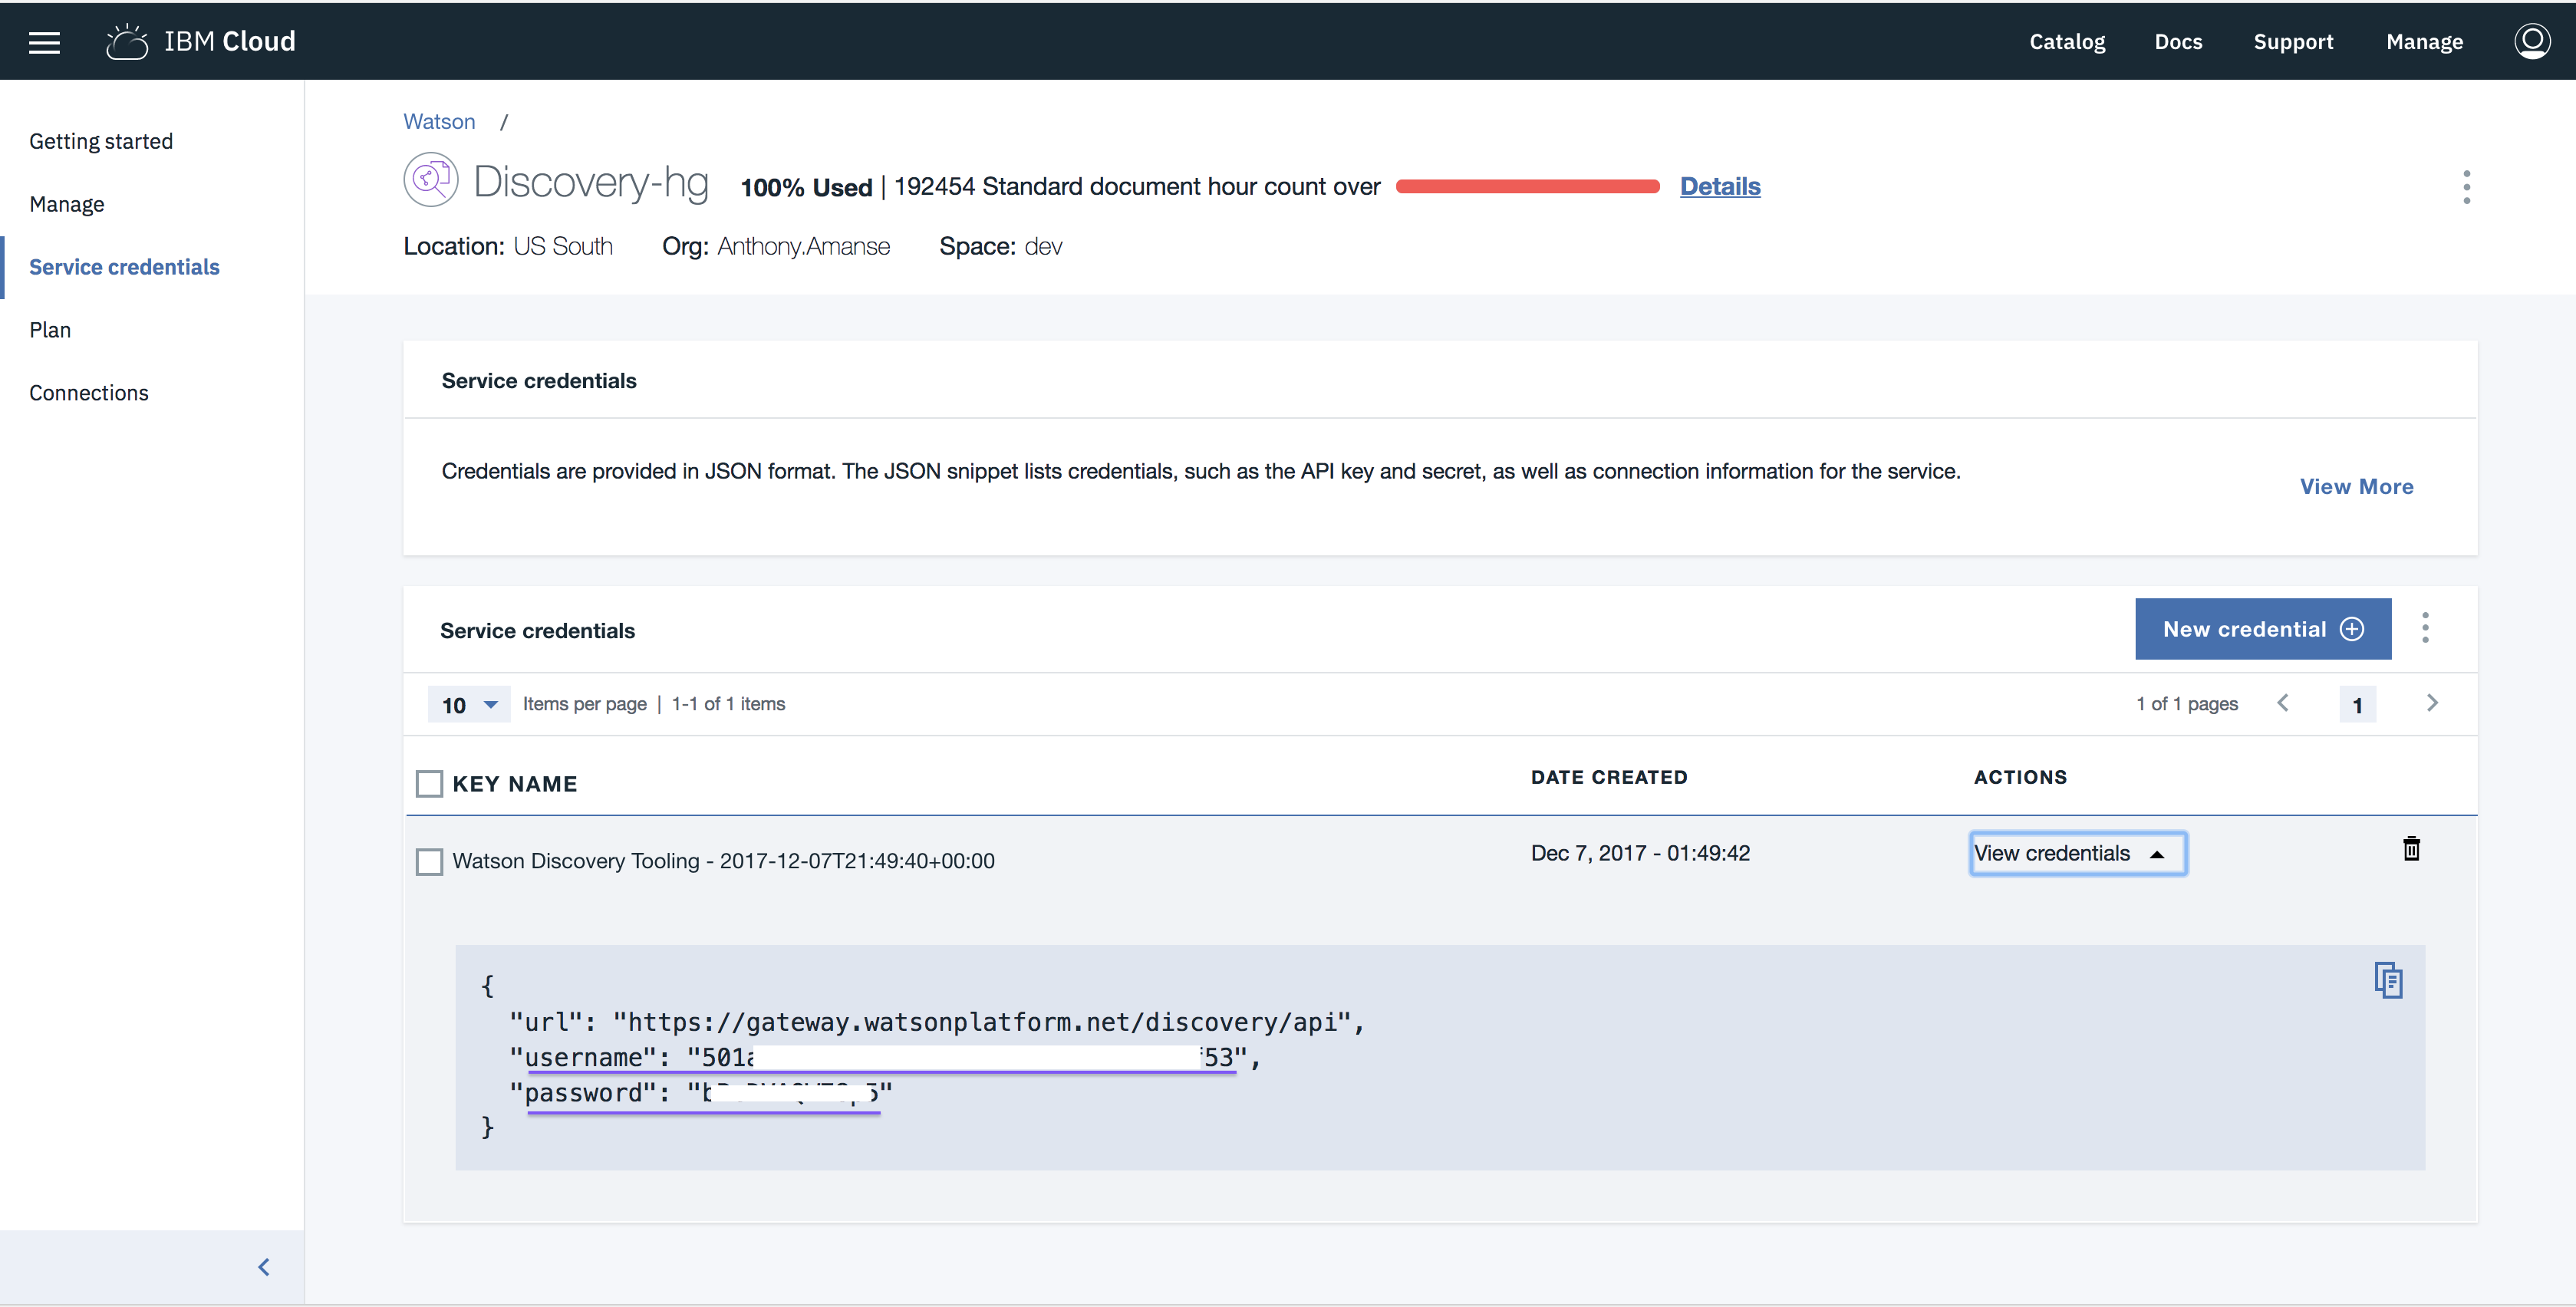 IBM Cloud
Catalog Docs Support Manage
Getting started
Manage
Service credentials
Plan
Connections
Watson /
Discovery-hg 100% Used | 192454 Standard document hour count over Details
Location: US South Org: Anthony.Amanse Space: dev
Service credentials
Credentials are provided in JSON format. The JSON snippet lists credentials, such as the API key and secret, as well as connection information for the service.
View More
Service credentials
New credential
10 Items per page | 1-1 of 1 items
1 of 1 pages 1
KEY NAME DATE CREATED ACTIONS
Watson Discovery Tooling - 2017-12-07T21:49:40+00:00 Dec 7, 2017 - 01:49:42 View credentials
{
"url": "https://gateway.watsonplatform.net/discovery/api",
"username":
"password":
}